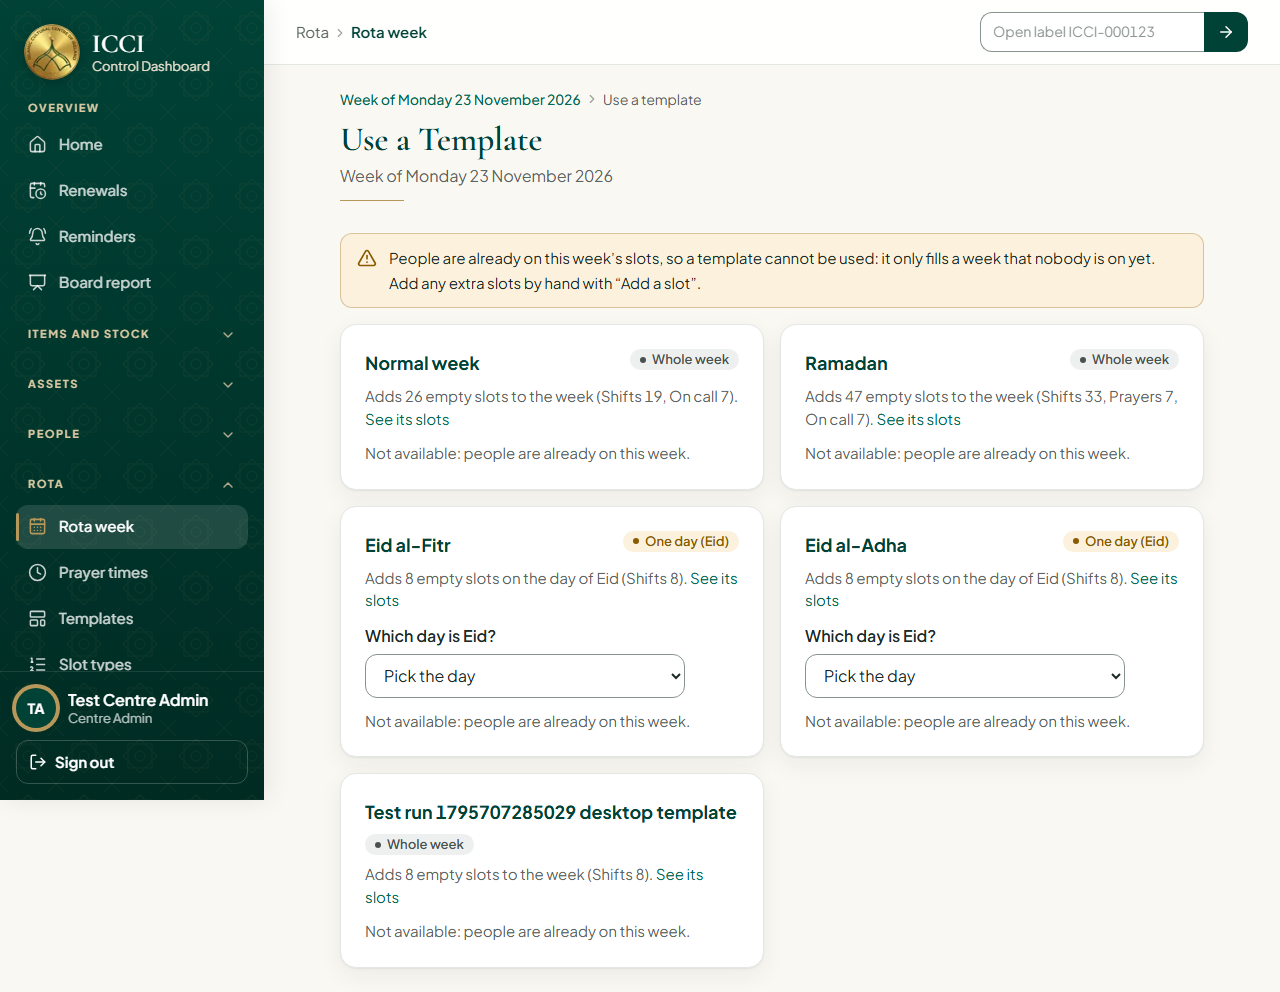 ICCI
Control Dashboard
OVERVIEW
Home
Renewals
Reminders
Board report
ITEMS AND STOCK
ASSETS
PEOPLE
ROTA
Rota week
Prayer times
Templates
Slot types
TA
Test Centre Admin
Centre Admin
Sign out
Rota > Rota week
Open label ICCI-000123
Week of Monday 23 November 2026 > Use a template
Use a Template
Week of Monday 23 November 2026
People are already on this week's slots, so a template cannot be used: it only fills a week that nobody is on yet.
Add any extra slots by hand with “Add a slot”.
Normal week
Whole week
Adds 26 empty slots to the week (Shifts 19, On call 7).
See its slots
Not available: people are already on this week.
Ramadan
Whole week
Adds 47 empty slots to the week (Shifts 33, Prayers 7,
On call 7). See its slots
Not available: people are already on this week.
Eid al-Fitr
One day (Eid)
Adds 8 empty slots on the day of Eid (Shifts 8). See its
slots
Which day is Eid?
Pick the day
Not available: people are already on this week.
Eid al-Adha
One day (Eid)
Adds 8 empty slots on the day of Eid (Shifts 8). See its
slots
Which day is Eid?
Pick the day
Not available: people are already on this week.
Test run 1795707285029 desktop template
Whole week
Adds 8 empty slots to the week (Shifts 8). See its
slots
Not available: people are already on this week.